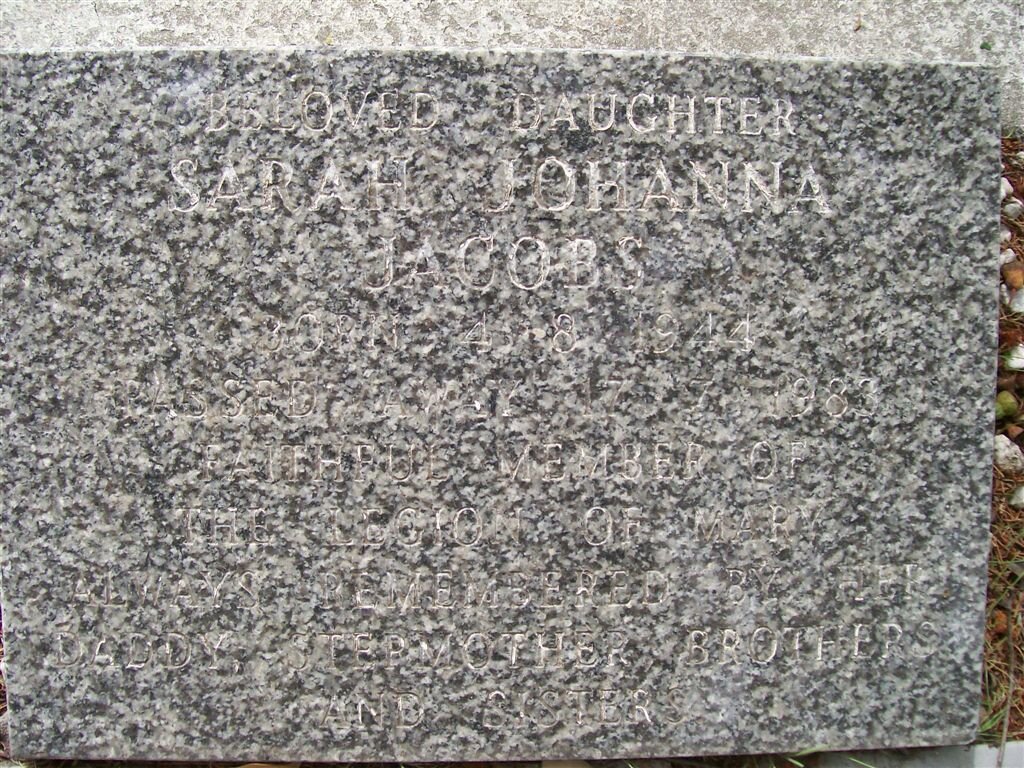 BELOVED DAUGHTER
SARAH JOHANNA
JACOBS
BORN 4 . 8 . 1944
PASSED AWAY 17 . 7 . 1983
FAITHFUL MEMBER OF
THE LEGION OF MARY
ALWAYS REMEMBERED BY HER
DADDY, STEPMOTHER BROTHERS
AND SISTERS